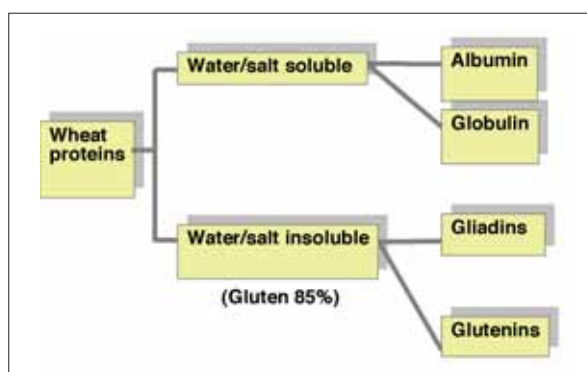 Wheat
proteins
Water/salt soluble
Albumin
Globulin
Water/salt insoluble
(Gluten 85%)
Gliadins
Glutenins